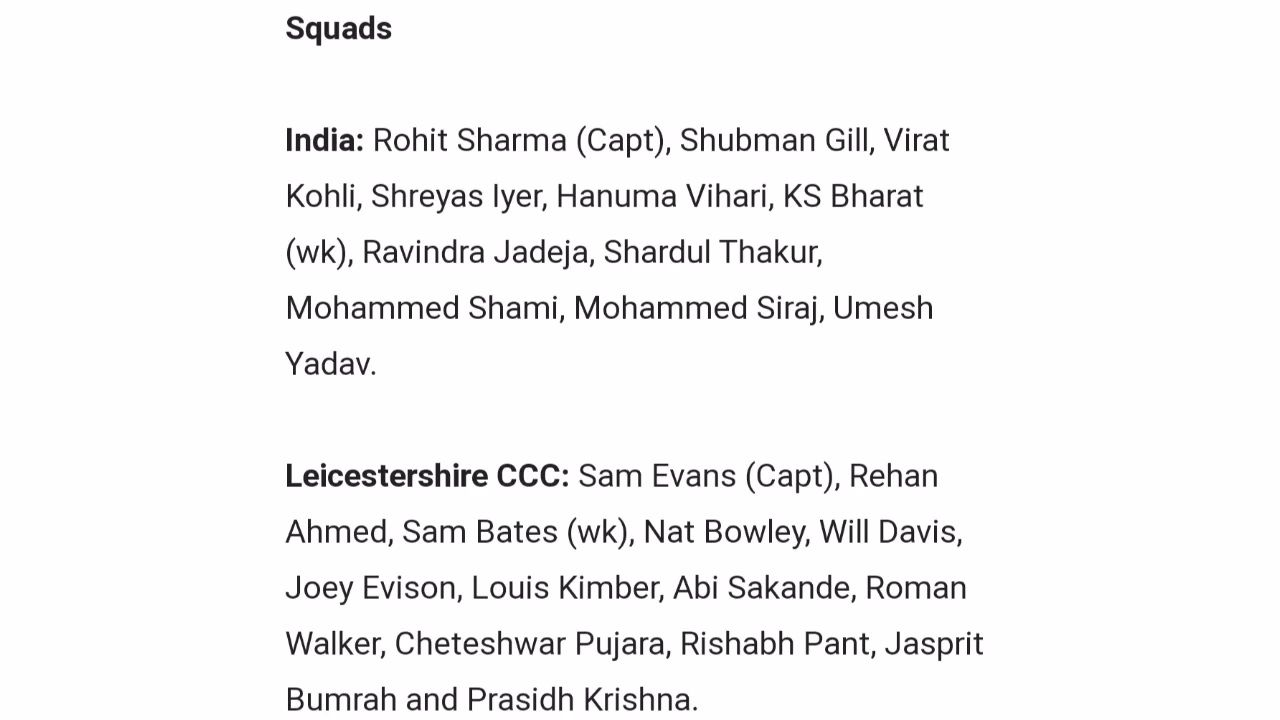 Squads
India: Rohit Sharma (Capt), Shubman Gill, Virat
Kohli, Shreyas Iyer, Hanuma Vihari, KS Bharat
(wk), Ravindra Jadeja, Shardul Thakur,
Mohammed Shami, Mohammed Siraj, Umesh
Yadav.
Leicestershire CCC: Sam Evans (Capt), Rehan
Ahmed, Sam Bates (wk), Nat Bowley, Will Davis,
Joey Evison, Louis Kimber, Abi Sakande, Roman
Walker, Cheteshwar Pujara, Rishabh Pant, Jasprit
Bumrah and Prasidh Krishna.